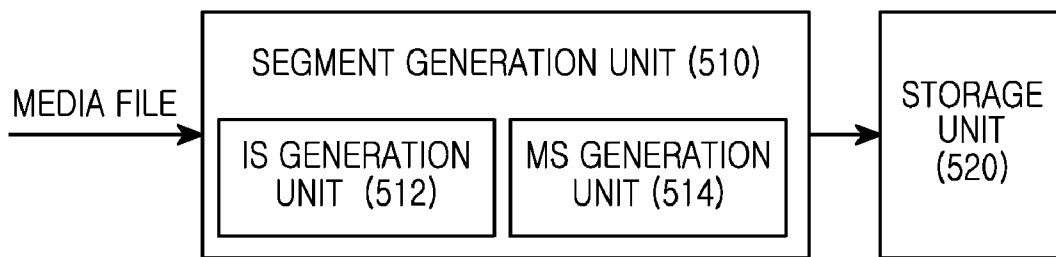 MEDIA FILE
SEGMENT GENERATION UNIT (510)
IS GENERATION
UNIT (512)
MS GENERATION
UNIT (514)
STORAGE
UNIT
(520)